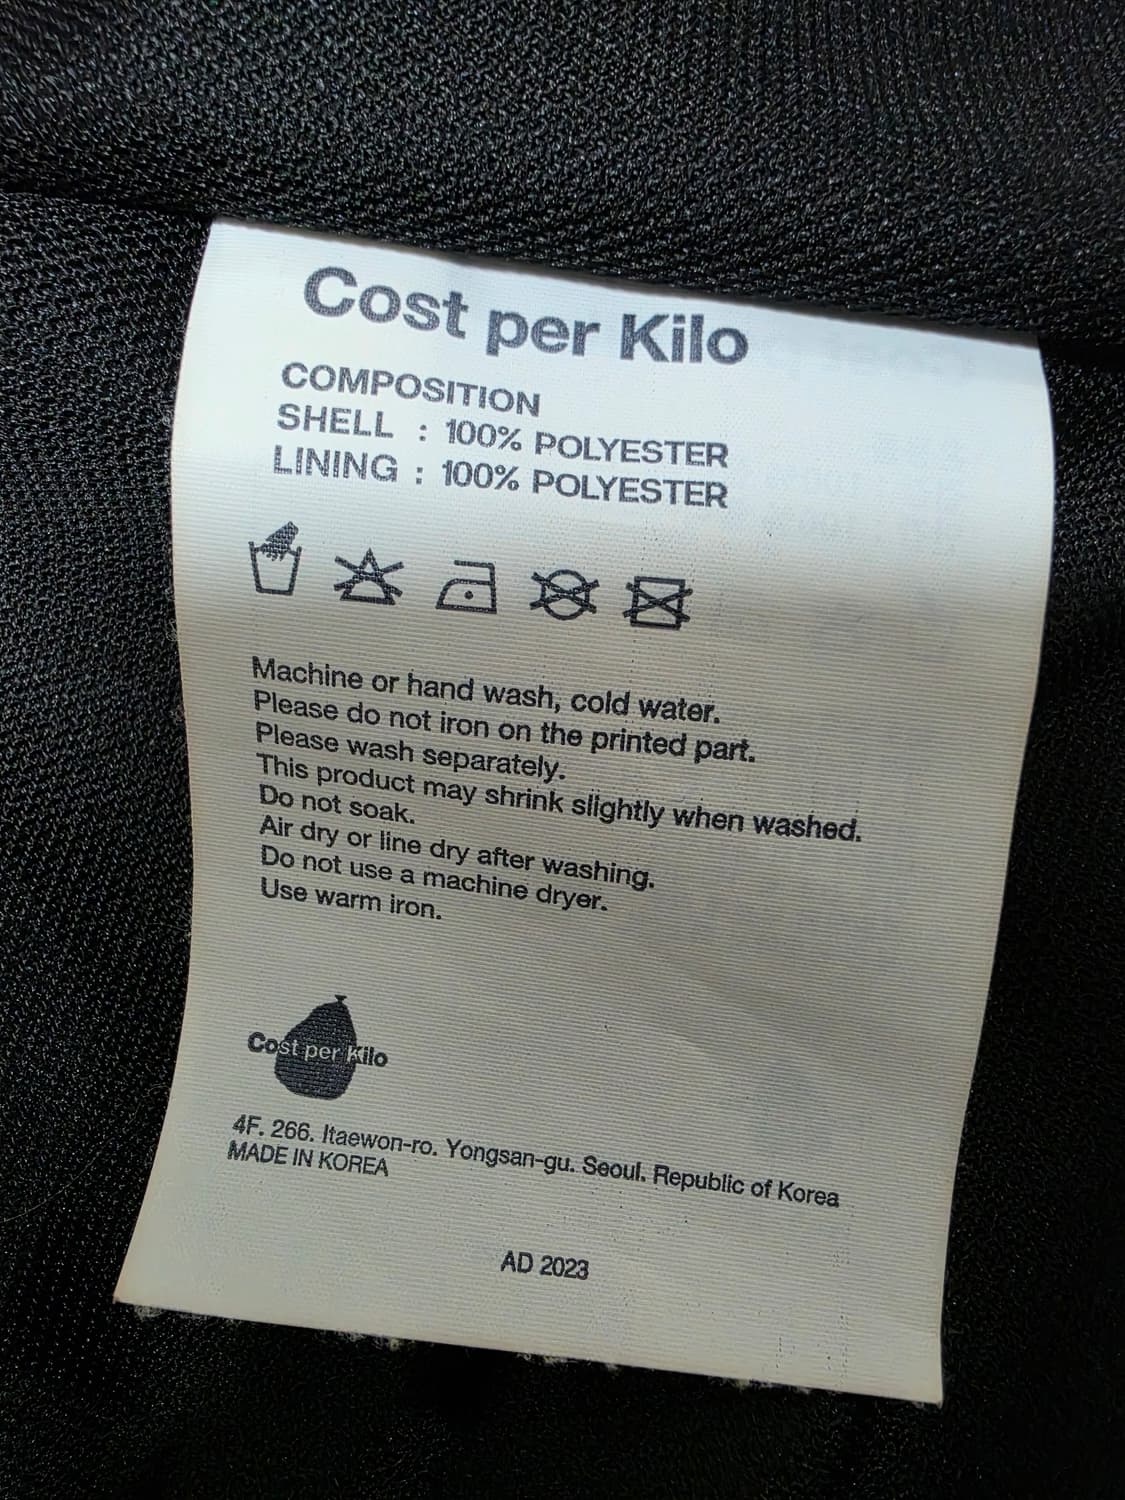 Cost per Kilo
COMPOSITION
SHELL : 100% POLYESTER
LINING : 100% POLYESTER
Machine or hand wash, cold water.
Please do not iron on the printed part.
Please wash separately.
This product may shrink slightly when washed.
Do not soak.
Air dry or line dry after washing.
Do not use a machine dryer.
Use warm iron.
Cost per Kilo
4F. 266. Itaewon-ro. Yongsan-gu. Seoul. Republic of Korea
MADE IN KOREA
AD 2023